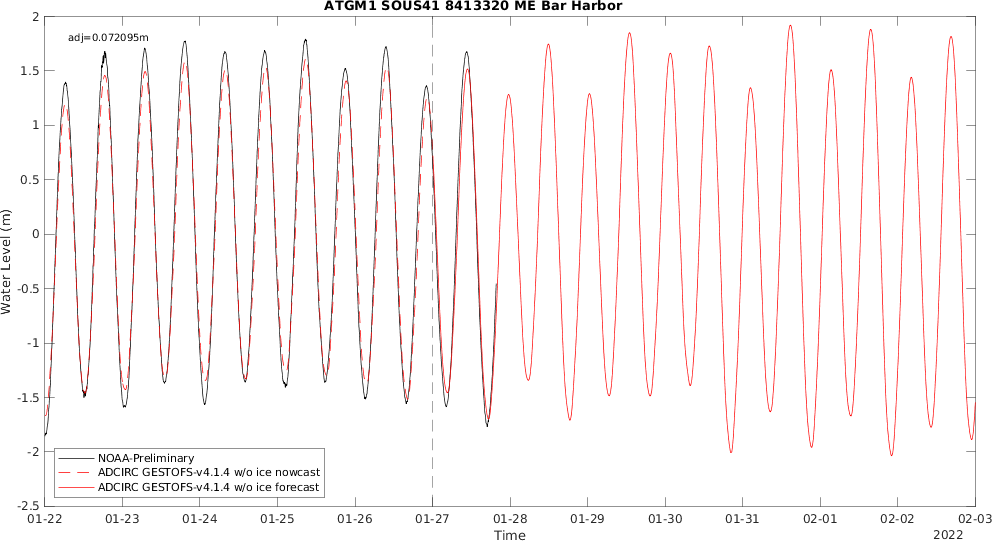 ATGM1 SOUS41 8413320 ME Bar Harbor
adj=0.072095m
2
1.5
1
0.5
0
-0.5
-1
-1.5
-2
-2.5
Water Level (m)
NOAA-Preliminary
ADCIRC GESTOFS-v4.1.4 w/o ice nowcast
ADCIRC GESTOFS-v4.1.4 w/o ice forecast
01-22 01-23 01-24 01-25 01-26 01-27 01-28 01-29 01-30 01-31 02-01 02-02 02-03
Time
2022